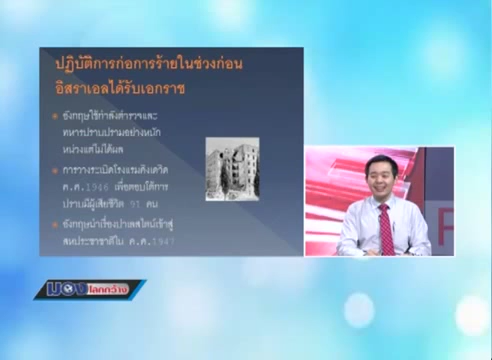 ปฏิบัติการก่อการร้ายในช่วงก่อน
อิสราเอลได้รับเอกราช
อังกฤษใช้กำลังตำรวจและ
ทหารปราบปรามอย่างหนัก
หน่วงแต่ไม่ได้ผล
การวางระเบิดโรงแรมคิงเดวิด
ค.ศ.1946 เพื่อตอบโต้การ
ปราบมีผู้เสียชีวิต 91 คน
อังกฤษนำเรื่องปาเลสไตน์เข้าสู่
สหประชาชาติใน ค.ศ.1947
มองโลกกว้าง